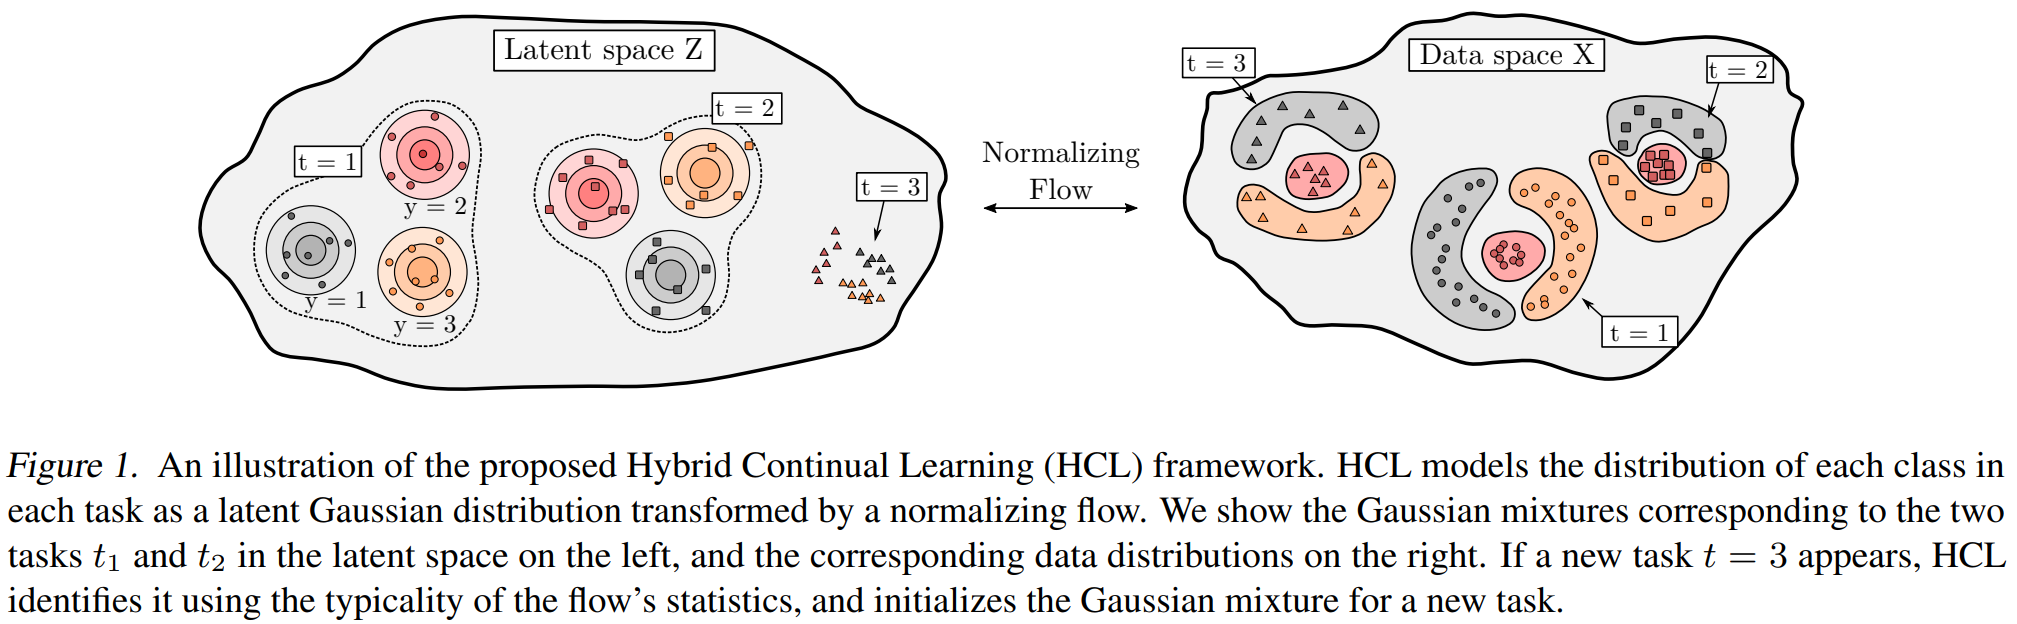 Latent space Z
t = 1
y = 2
y = 1
y = 3
t = 2
t = 3
Normalizing
Flow
Data space X
t = 3
t = 2
t = 1
Figure 1. An illustration of the proposed Hybrid Continual Learning (HCL) framework. HCL models the distribution of each class in
each task as a latent Gaussian distribution transformed by a normalizing flow. We show the Gaussian mixtures corresponding to the two
tasks t₁ and t₂ in the latent space on the left, and the corresponding data distributions on the right. If a new task t = 3 appears, HCL
identifies it using the typicality of the flow's statistics, and initializes the Gaussian mixture for a new task.